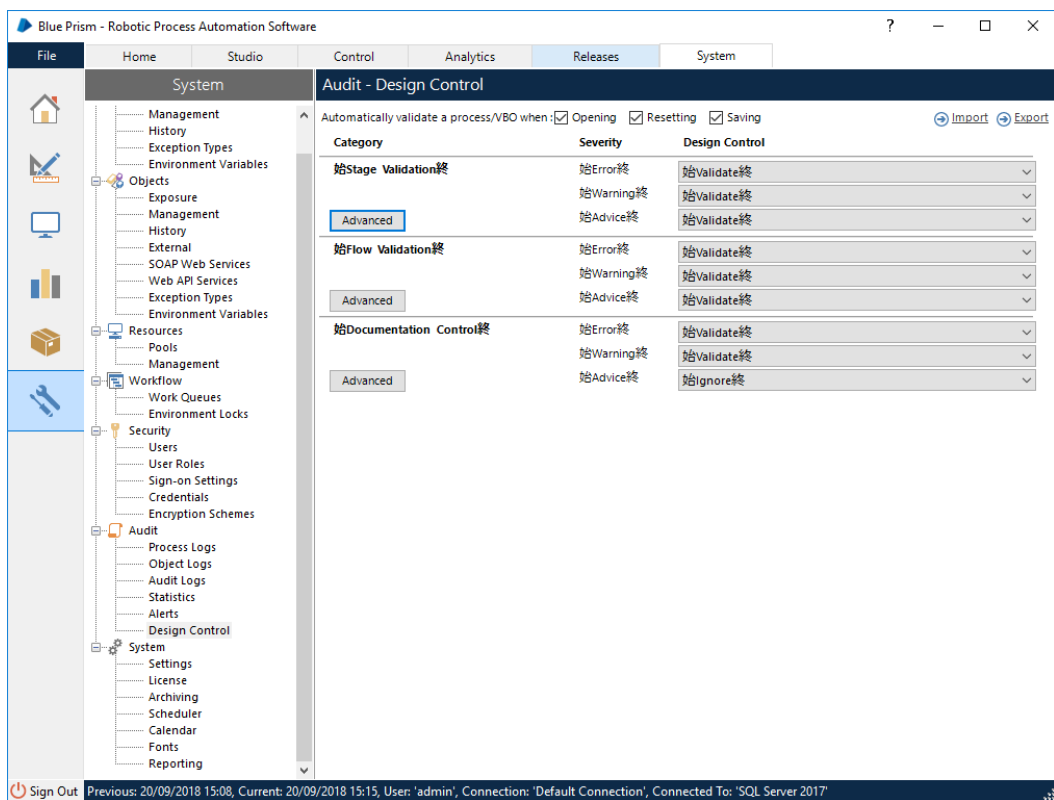 Blue Prism - Robotic Process Automation Software
?
File Home Studio Control Analytics Releases System
System
Audit - Design Control
Management
History
Exception Types
Environment Variables
Objects
Exposure
Management
History
External
SOAP Web Services
Web API Services
Exception Types
Environment Variables
Resources
Pools
Management
Workflow
Work Queues
Environment Locks
Security
Users
User Roles
Sign-on Settings
Credentials
Encryption Schemes
Audit
Process Logs
Object Logs
Audit Logs
Statistics
Alerts
Design Control
System
Settings
License
Archiving
Scheduler
Calendar
Fonts
Reporting
Automatically validate a process/VBO when : Opening Resetting Saving Import Export
Category Severity Design Control
始Stage Validation終 始Error終 始Validate終
始Warning終 始Validate終
Advanced 始Advice終 始Validate終
始Flow Validation終 始Error終 始Validate終
始Warning終 始Validate終
Advanced 始Advice終 始Validate終
始Documentation Control終 始Error終 始Validate終
始Warning終 始Validate終
Advanced 始Advice終 始Ignore終
Sign Out Previous: 20/09/2018 15:08, Current: 20/09/2018 15:15, User: 'admin', Connection: 'Default Connection', Connected To: 'SQL Server 2017'